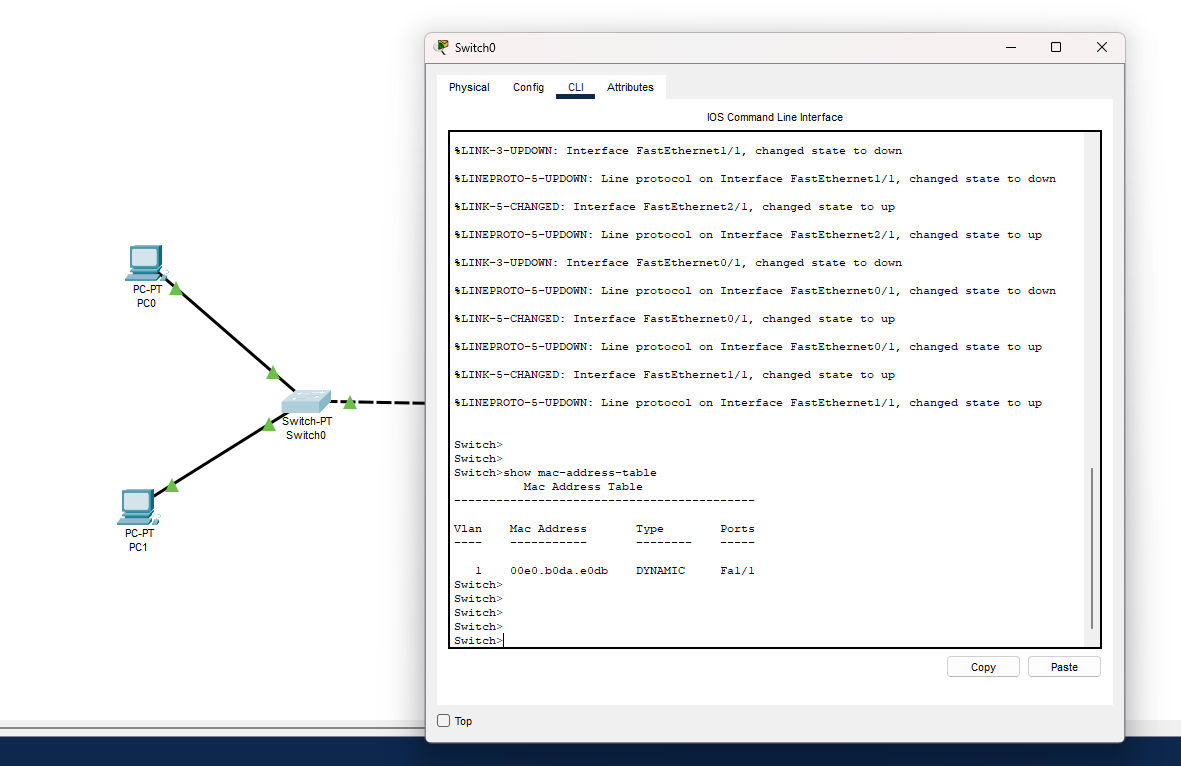 Switch0
Physical Config CLI Attributes
IOS Command Line Interface
%LINK-3-UPDOWN: Interface FastEthernet1/1, changed state to down
%LINEPROTO-5-UPDOWN: Line protocol on Interface FastEthernet1/1, changed state to down
%LINK-5-CHANGED: Interface FastEthernet2/1, changed state to up
%LINEPROTO-5-UPDOWN: Line protocol on Interface FastEthernet2/1, changed state to up
%LINK-3-UPDOWN: Interface FastEthernet0/1, changed state to down
%LINEPROTO-5-UPDOWN: Line protocol on Interface FastEthernet0/1, changed state to down
%LINK-5-CHANGED: Interface FastEthernet0/1, changed state to up
%LINEPROTO-5-UPDOWN: Line protocol on Interface FastEthernet0/1, changed state to up
%LINK-5-CHANGED: Interface FastEthernet1/1, changed state to up
%LINEPROTO-5-UPDOWN: Line protocol on Interface FastEthernet1/1, changed state to up
Switch>
Switch>
Switch>show mac-address-table
Mac Address Table
-------------------------------------------
Vlan Mac Address Type Ports
---- ----------- -------- -----
1 00e0.b0da.e0db DYNAMIC Fa1/1
Switch>
Switch>
Switch>
Switch>
Switch>
Copy Paste
Top
PC-PT
PC0
Switch-PT
Switch0
PC-PT
PC1